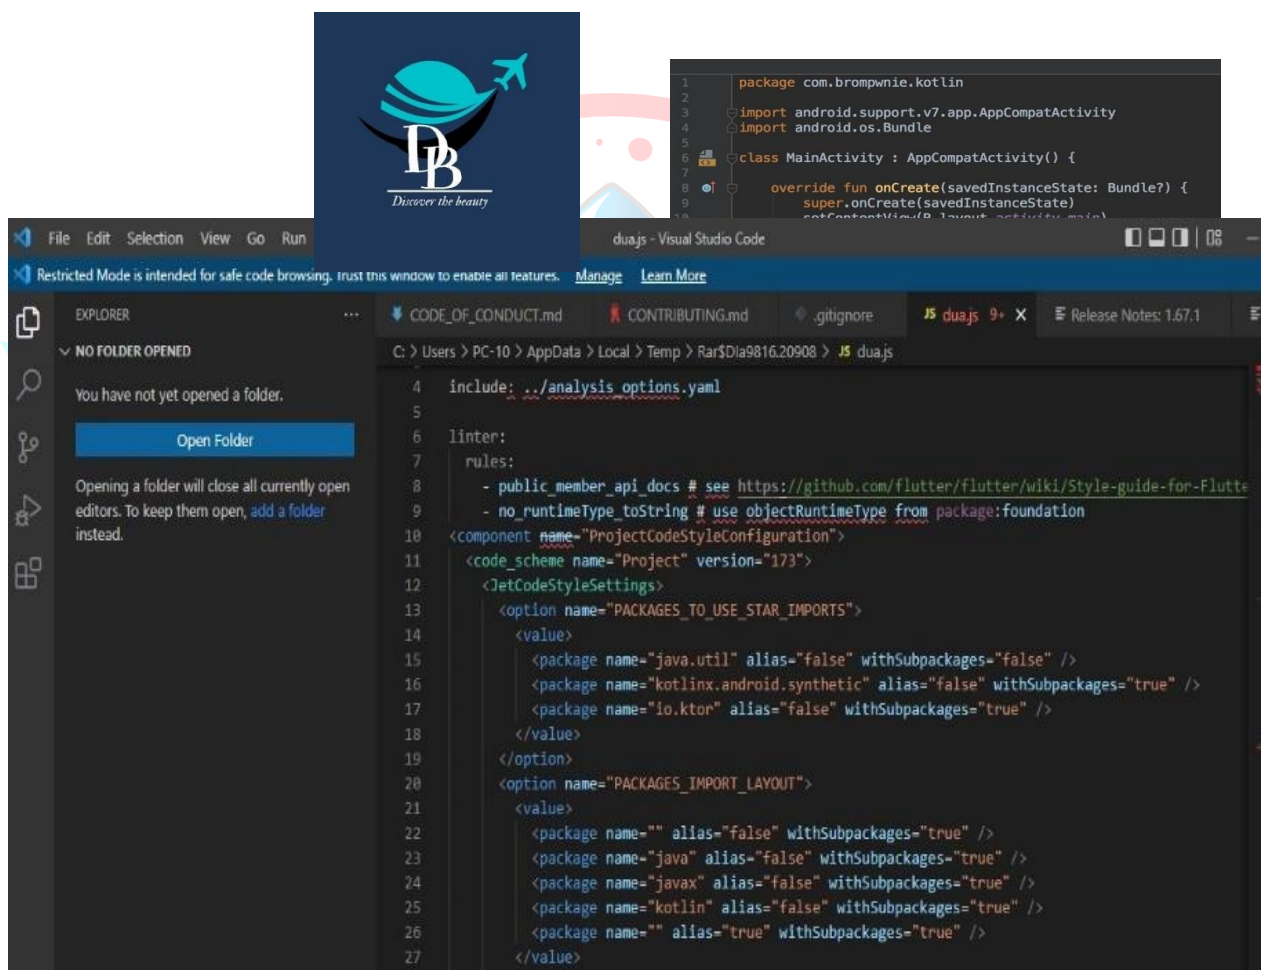 DB
Discover the beauty
1 package com.brompwnie.kotlin
2
3 import android.support.v7.app.AppCompatActivity
4 import android.os.Bundle
5
6 class MainActivity : AppCompatActivity() {
7
8 override fun onCreate(savedInstanceState: Bundle?) {
9 super.onCreate(savedInstanceState)
setContentView(R.layout.activity_main)
File Edit Selection View Go Run
dua.js - Visual Studio Code
Restricted Mode is intended for safe code browsing. Trust this window to enable all features. Manage Learn More
EXPLORER ...
NO FOLDER OPENED
You have not yet opened a folder.
Open Folder
Opening a folder will close all currently open
editors. To keep them open, add a folder
instead.
CODE_OF_CONDUCT.md CONTRIBUTING.md .gitignore JS dua.js 9+ X Release Notes: 1.67.1
C: > Users > PC-10 > AppData > Local > Temp > Rar$DIa9816.20908 > JS dua.js
4 include: ../analysis_options.yaml
5
6 linter:
7 rules:
8 - public_member_api_docs # see https://github.com/flutter/flutter/wiki/Style-guide-for-Flutte
9 - no_runtimeType_toString # use objectRuntimeType from package:foundation
10 <component name="ProjectCodeStyleConfiguration">
11 <code_scheme name="Project" version="173">
12 <JetCodeStyleSettings>
13 <option name="PACKAGES_TO_USE_STAR_IMPORTS">
14 <value>
15 <package name="java.util" alias="false" withSubpackages="false" />
16 <package name="kotlinx.android.synthetic" alias="false" withSubpackages="true" />
17 <package name="io.ktor" alias="false" withSubpackages="true" />
18 </value>
19 </option>
20 <option name="PACKAGES_IMPORT_LAYOUT">
21 <value>
22 <package name="" alias="false" withSubpackages="true" />
23 <package name="java" alias="false" withSubpackages="true" />
24 <package name="javax" alias="false" withSubpackages="true" />
25 <package name="kotlin" alias="false" withSubpackages="true" />
26 <package name="" alias="true" withSubpackages="true" />
27 </value>